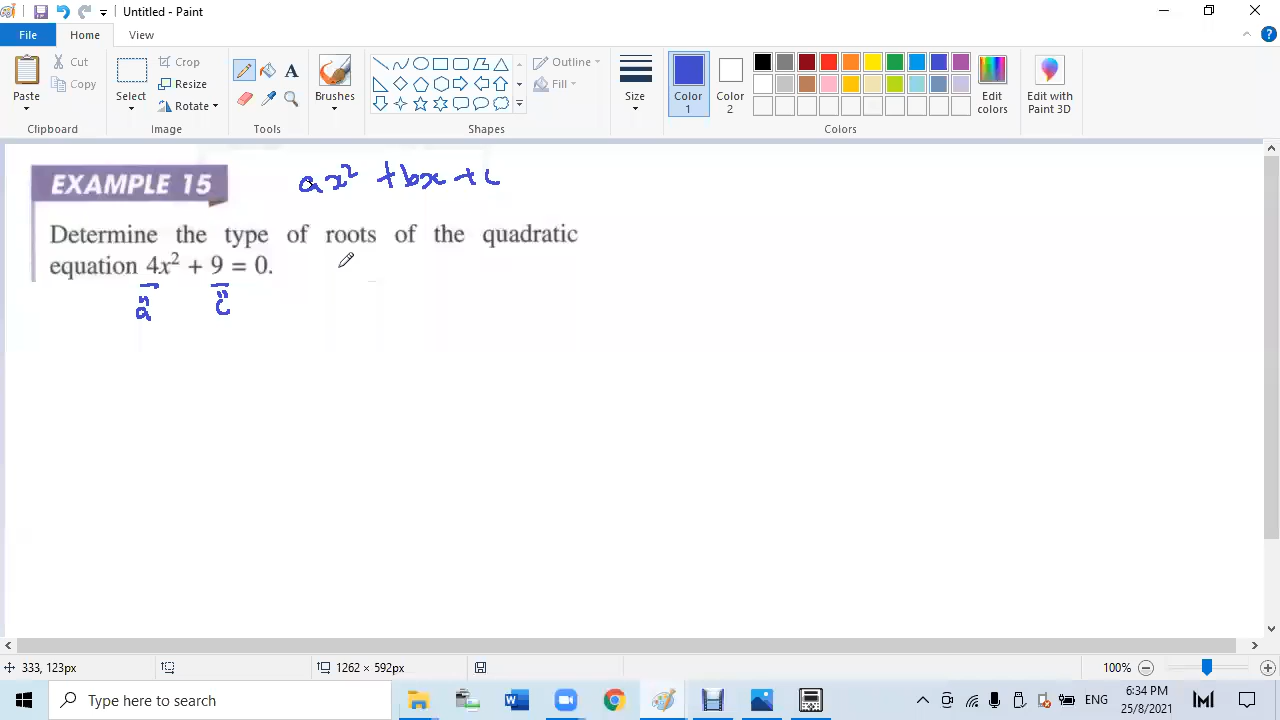 Untitled - Paint
File Home View
Paste
Cut
Copy
Clipboard
Select
Crop
Resize
Rotate
Image
A
Tools
Brushes
Shapes
Outline
Fill
Size
Color 1
Color 2
Colors
Edit colors
Edit with Paint 3D
EXAMPLE 15
ax² + bx + c
Determine the type of roots of the quadratic
equation 4x² + 9 = 0.
a c
333, 123px
1262 × 592px
100%
Type here to search
ENG
6:34 PM
25/8/2021